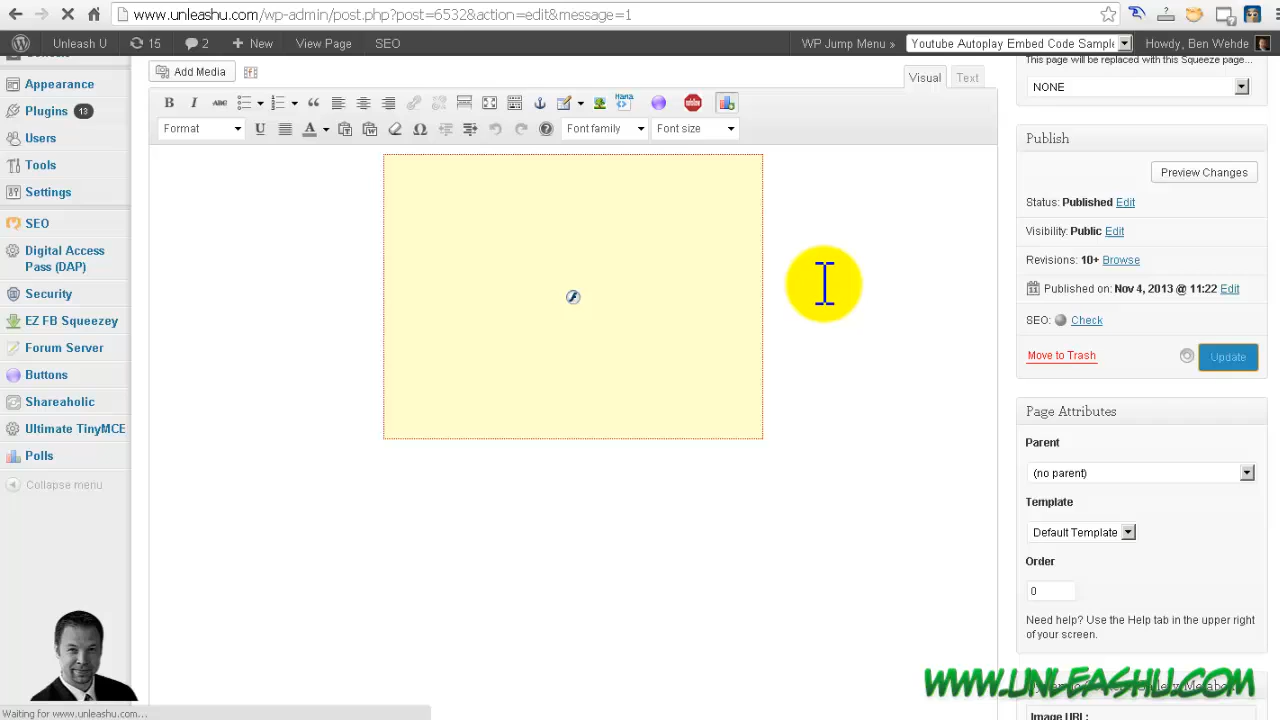 www.unleashu.com/wp-admin/post.php?post=6532&action=edit&message=1
Unleash U
15
2
New
View Page
SEO
WP Jump Menu »
Youtube Autoplay Embed Code Sample
Howdy, Ben Wehde
Appearance
Plugins 13
Users
Tools
Settings
SEO
Digital Access
Pass (DAP)
Security
EZ FB Squeezey
Forum Server
Buttons
Shareaholic
Ultimate TinyMCE
Polls
Collapse menu
Add Media
Visual
Text
B I ABC
Hana
Format
U
A
Font family
Font size
This page will be replaced with this Squeeze page...
NONE
Publish
Preview Changes
Status: Published Edit
Visibility: Public Edit
Revisions: 10+ Browse
Published on: Nov 4, 2013 @ 11:22 Edit
SEO: Check
Move to Trash
Update
Page Attributes
Parent
(no parent)
Template
Default Template
Order
0
Need help? Use the Help tab in the upper right
of your screen.
WWW.UNLEASHU.COM
Image URL:
Waiting for www.unleashu.com...